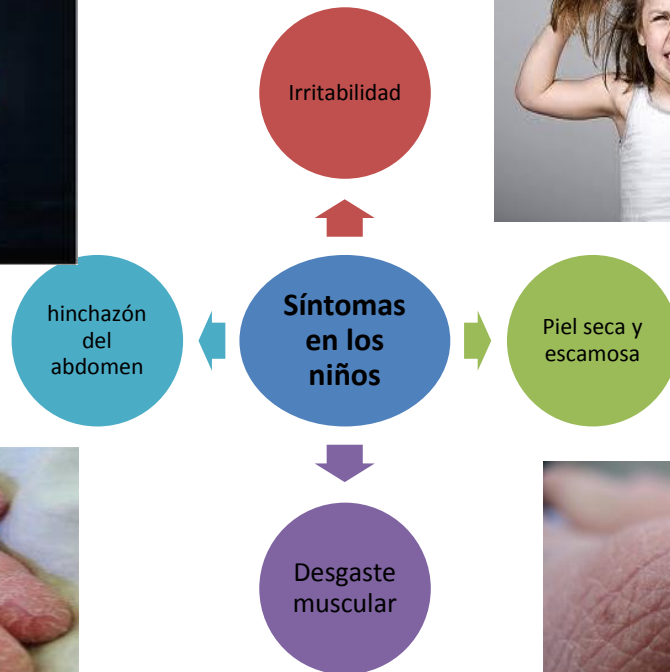 Irritabilidad
hinchazón
del
abdomen
Síntomas
en los
niños
Piel seca y
escamosa
Desgaste
muscular